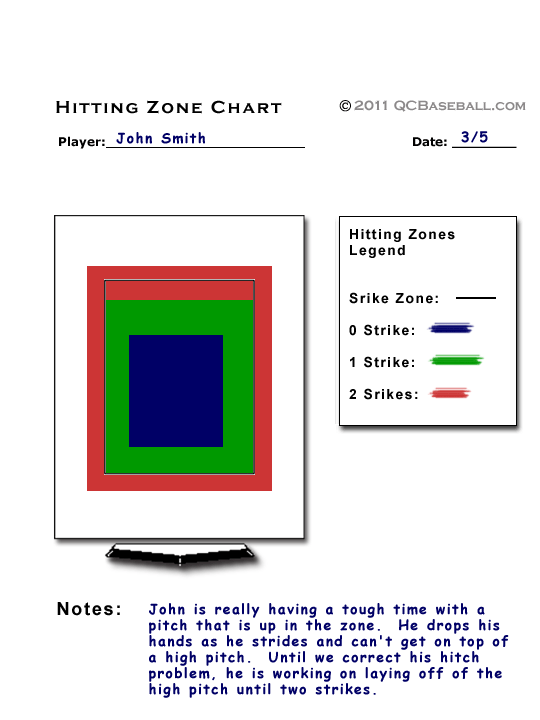 HITTING ZONE CHART
© 2011 QCBASEBALL.COM
Player: John Smith
Date: 3/5
Hitting Zones
Legend
Srike Zone:
0 Strike:
1 Strike:
2 Srikes:
Notes:
John is really having a tough time with a
pitch that is up in the zone. He drops his
hands as he strides and can't get on top of
a high pitch. Until we correct his hitch
problem, he is working on laying off of the
high pitch until two strikes.